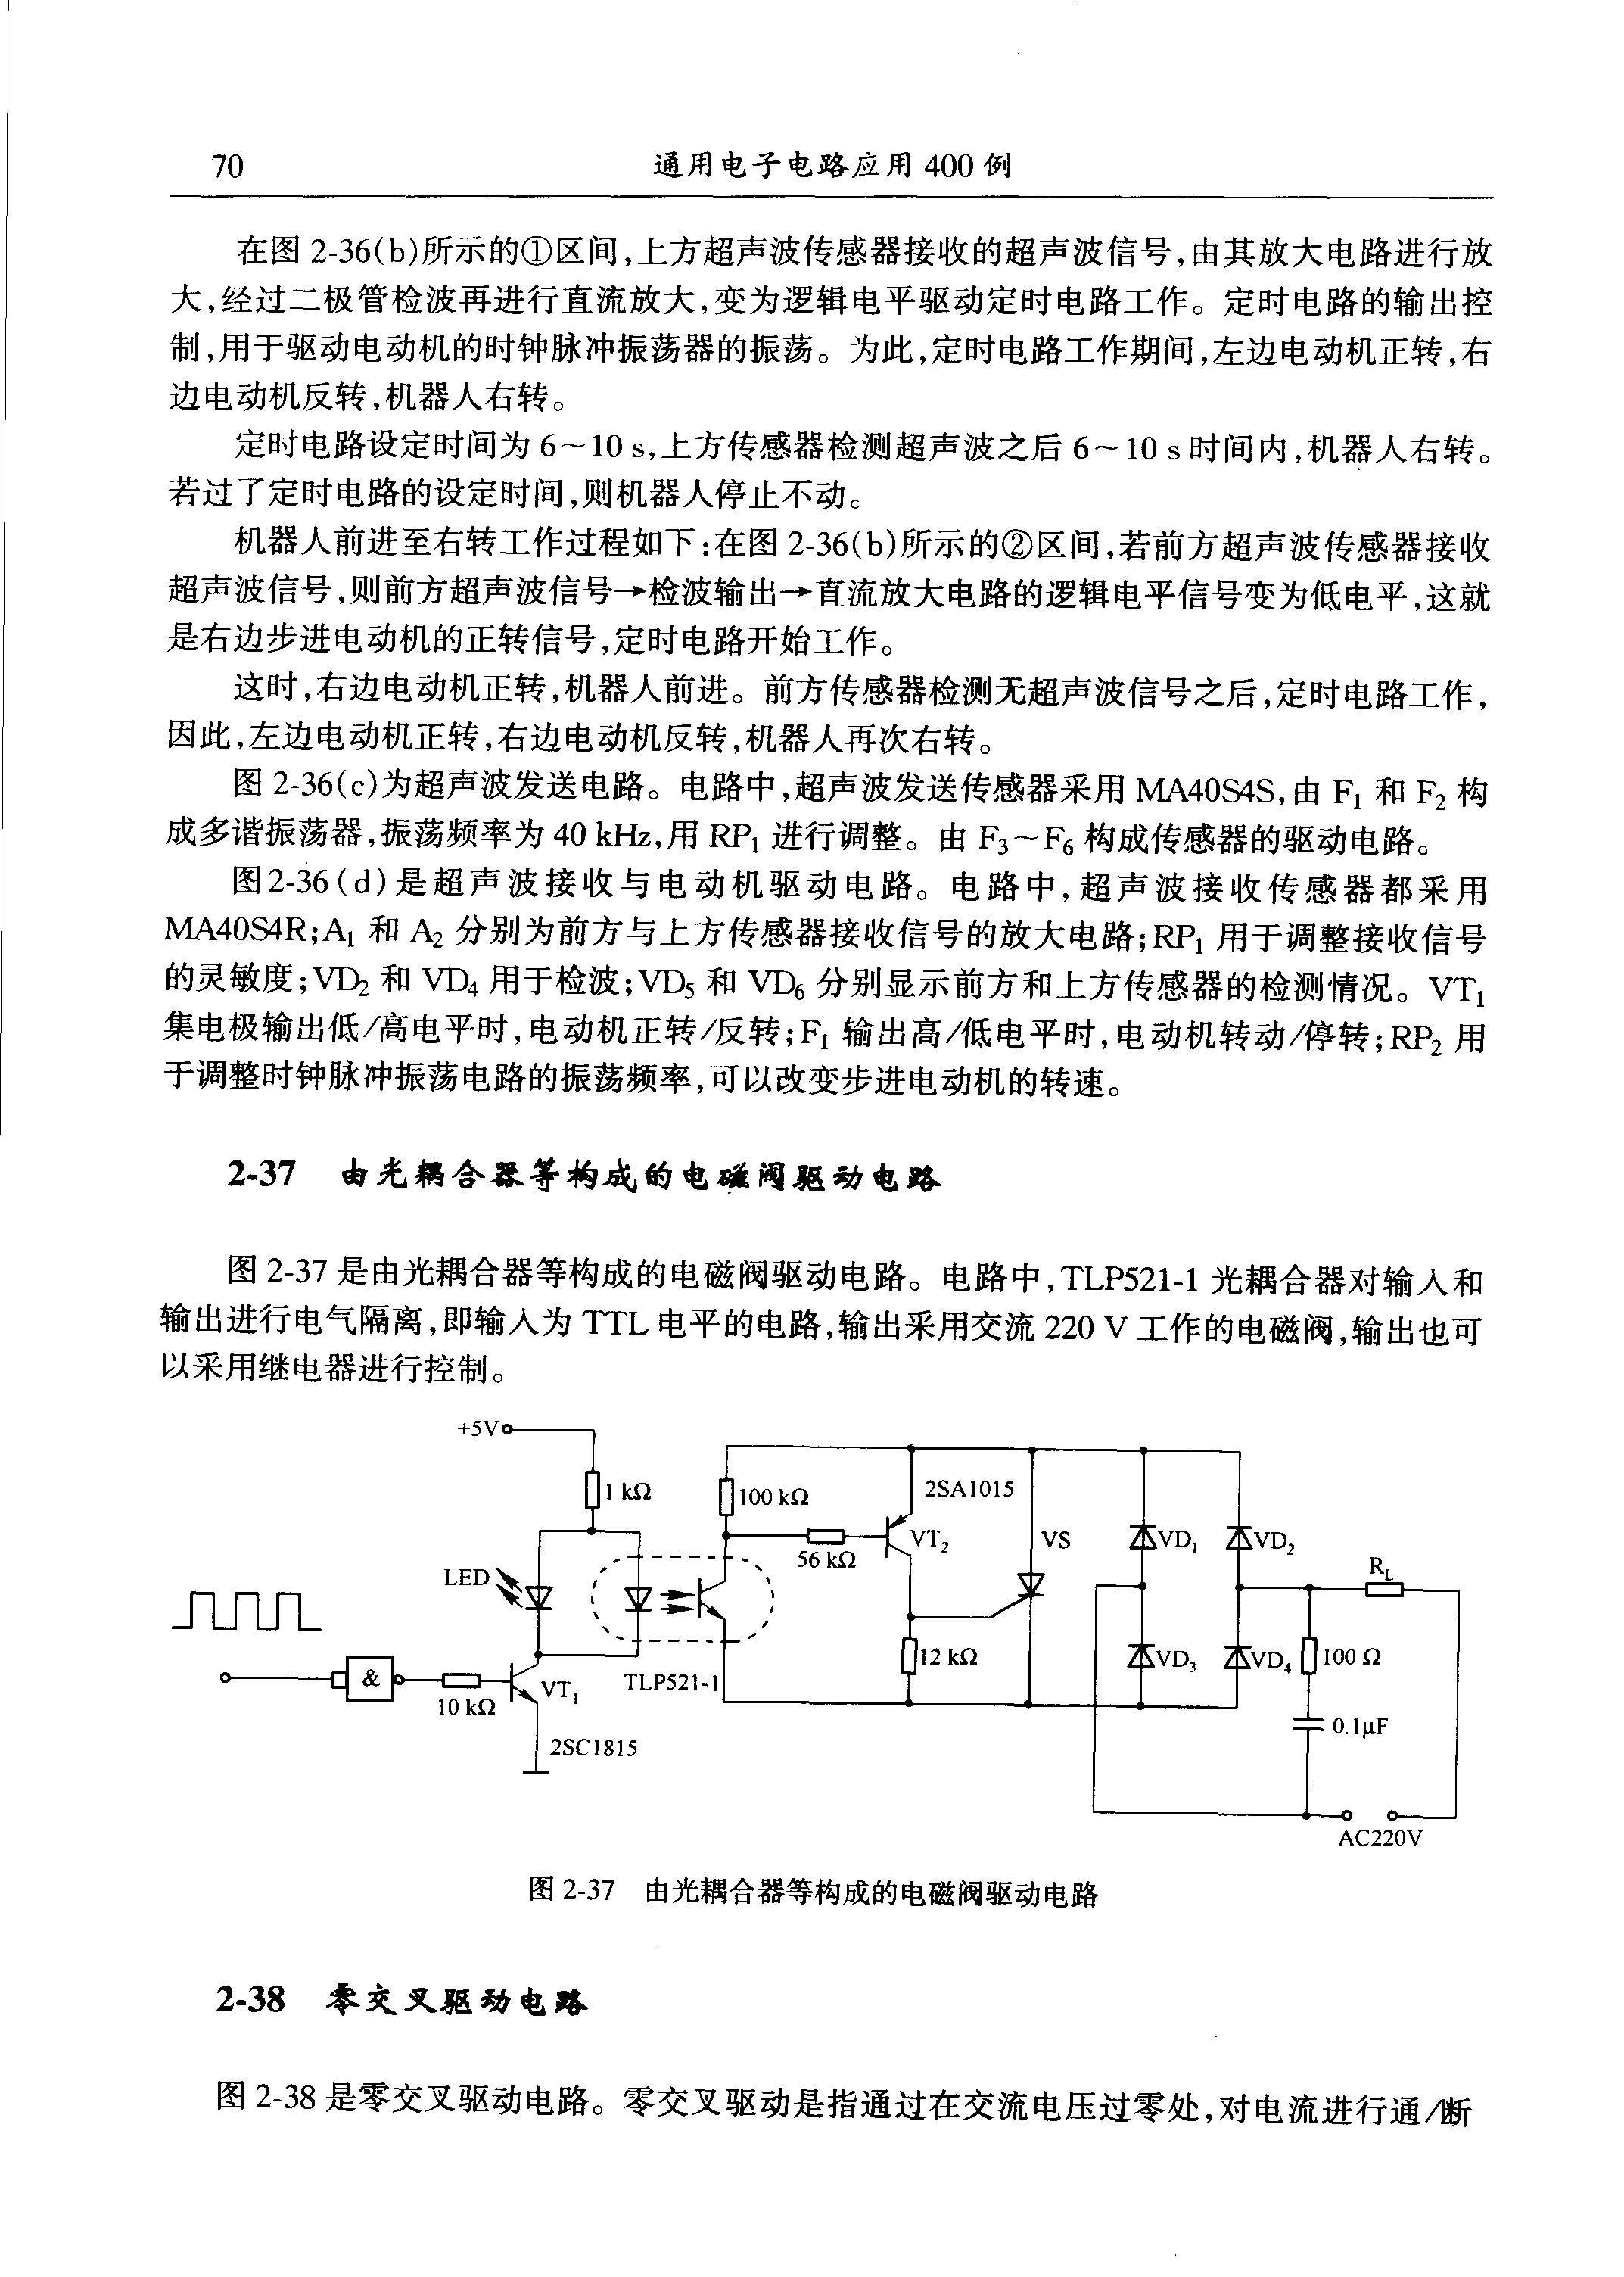 70
通用电子电路应用 400 例
在图 2-36(b)所示的①区间,上方超声波传感器接收的超声波信号,由其放大电路进行放
大,经过二极管检波再进行直流放大,变为逻辑电平驱动定时电路工作。定时电路的输出控
制,用于驱动电动机的时钟脉冲振荡器的振荡。为此,定时电路工作期间,左边电动机正转,右
边电动机反转,机器人右转。
定时电路设定时间为 6～10 s,上方传感器检测超声波之后 6～10 s 时间内,机器人右转。
若过了定时电路的设定时间,则机器人停止不动。
机器人前进至右转工作过程如下:在图 2-36(b)所示的②区间,若前方超声波传感器接收
超声波信号,则前方超声波信号→检波输出→直流放大电路的逻辑电平信号变为低电平,这就
是右边步进电动机的正转信号,定时电路开始工作。
这时,右边电动机正转,机器人前进。前方传感器检测无超声波信号之后,定时电路工作,
因此,左边电动机正转,右边电动机反转,机器人再次右转。
图 2-36(c)为超声波发送电路。电路中,超声波发送传感器采用 MA40S4S,由 F₁ 和 F₂ 构
成多谐振荡器,振荡频率为 40 kHz,用 RP₁ 进行调整。由 F₃～F₆ 构成传感器的驱动电路。
图2-36(d)是超声波接收与电动机驱动电路。电路中,超声波接收传感器都采用
MA40S4R;A₁ 和 A₂ 分别为前方与上方传感器接收信号的放大电路;RP₁ 用于调整接收信号
的灵敏度;VD₂ 和 VD₄ 用于检波;VD₅ 和 VD₆ 分别显示前方和上方传感器的检测情况。VT₁
集电极输出低/高电平时,电动机正转/反转;F₁ 输出高/低电平时,电动机转动/停转;RP₂ 用
于调整时钟脉冲振荡电路的振荡频率,可以改变步进电动机的转速。
2-37 由光耦合器等构成的电磁阀驱动电路
图 2-37 是由光耦合器等构成的电磁阀驱动电路。电路中,TLP521-1 光耦合器对输入和
输出进行电气隔离,即输入为 TTL 电平的电路,输出采用交流 220 V 工作的电磁阀,输出也可
以采用继电器进行控制。
+5V
1 kΩ
100 kΩ
2SA1015
VT₂
56 kΩ
VS
VD₁
VD₂
R_L
LED
12 kΩ
VD₃
VD₄
100 Ω
&
10 kΩ
VT₁
TLP521-1
0.1μF
2SC1815
AC220V
图 2-37 由光耦合器等构成的电磁阀驱动电路
2-38 零交叉驱动电路
图 2-38 是零交叉驱动电路。零交叉驱动是指通过在交流电压过零处,对电流进行通/断